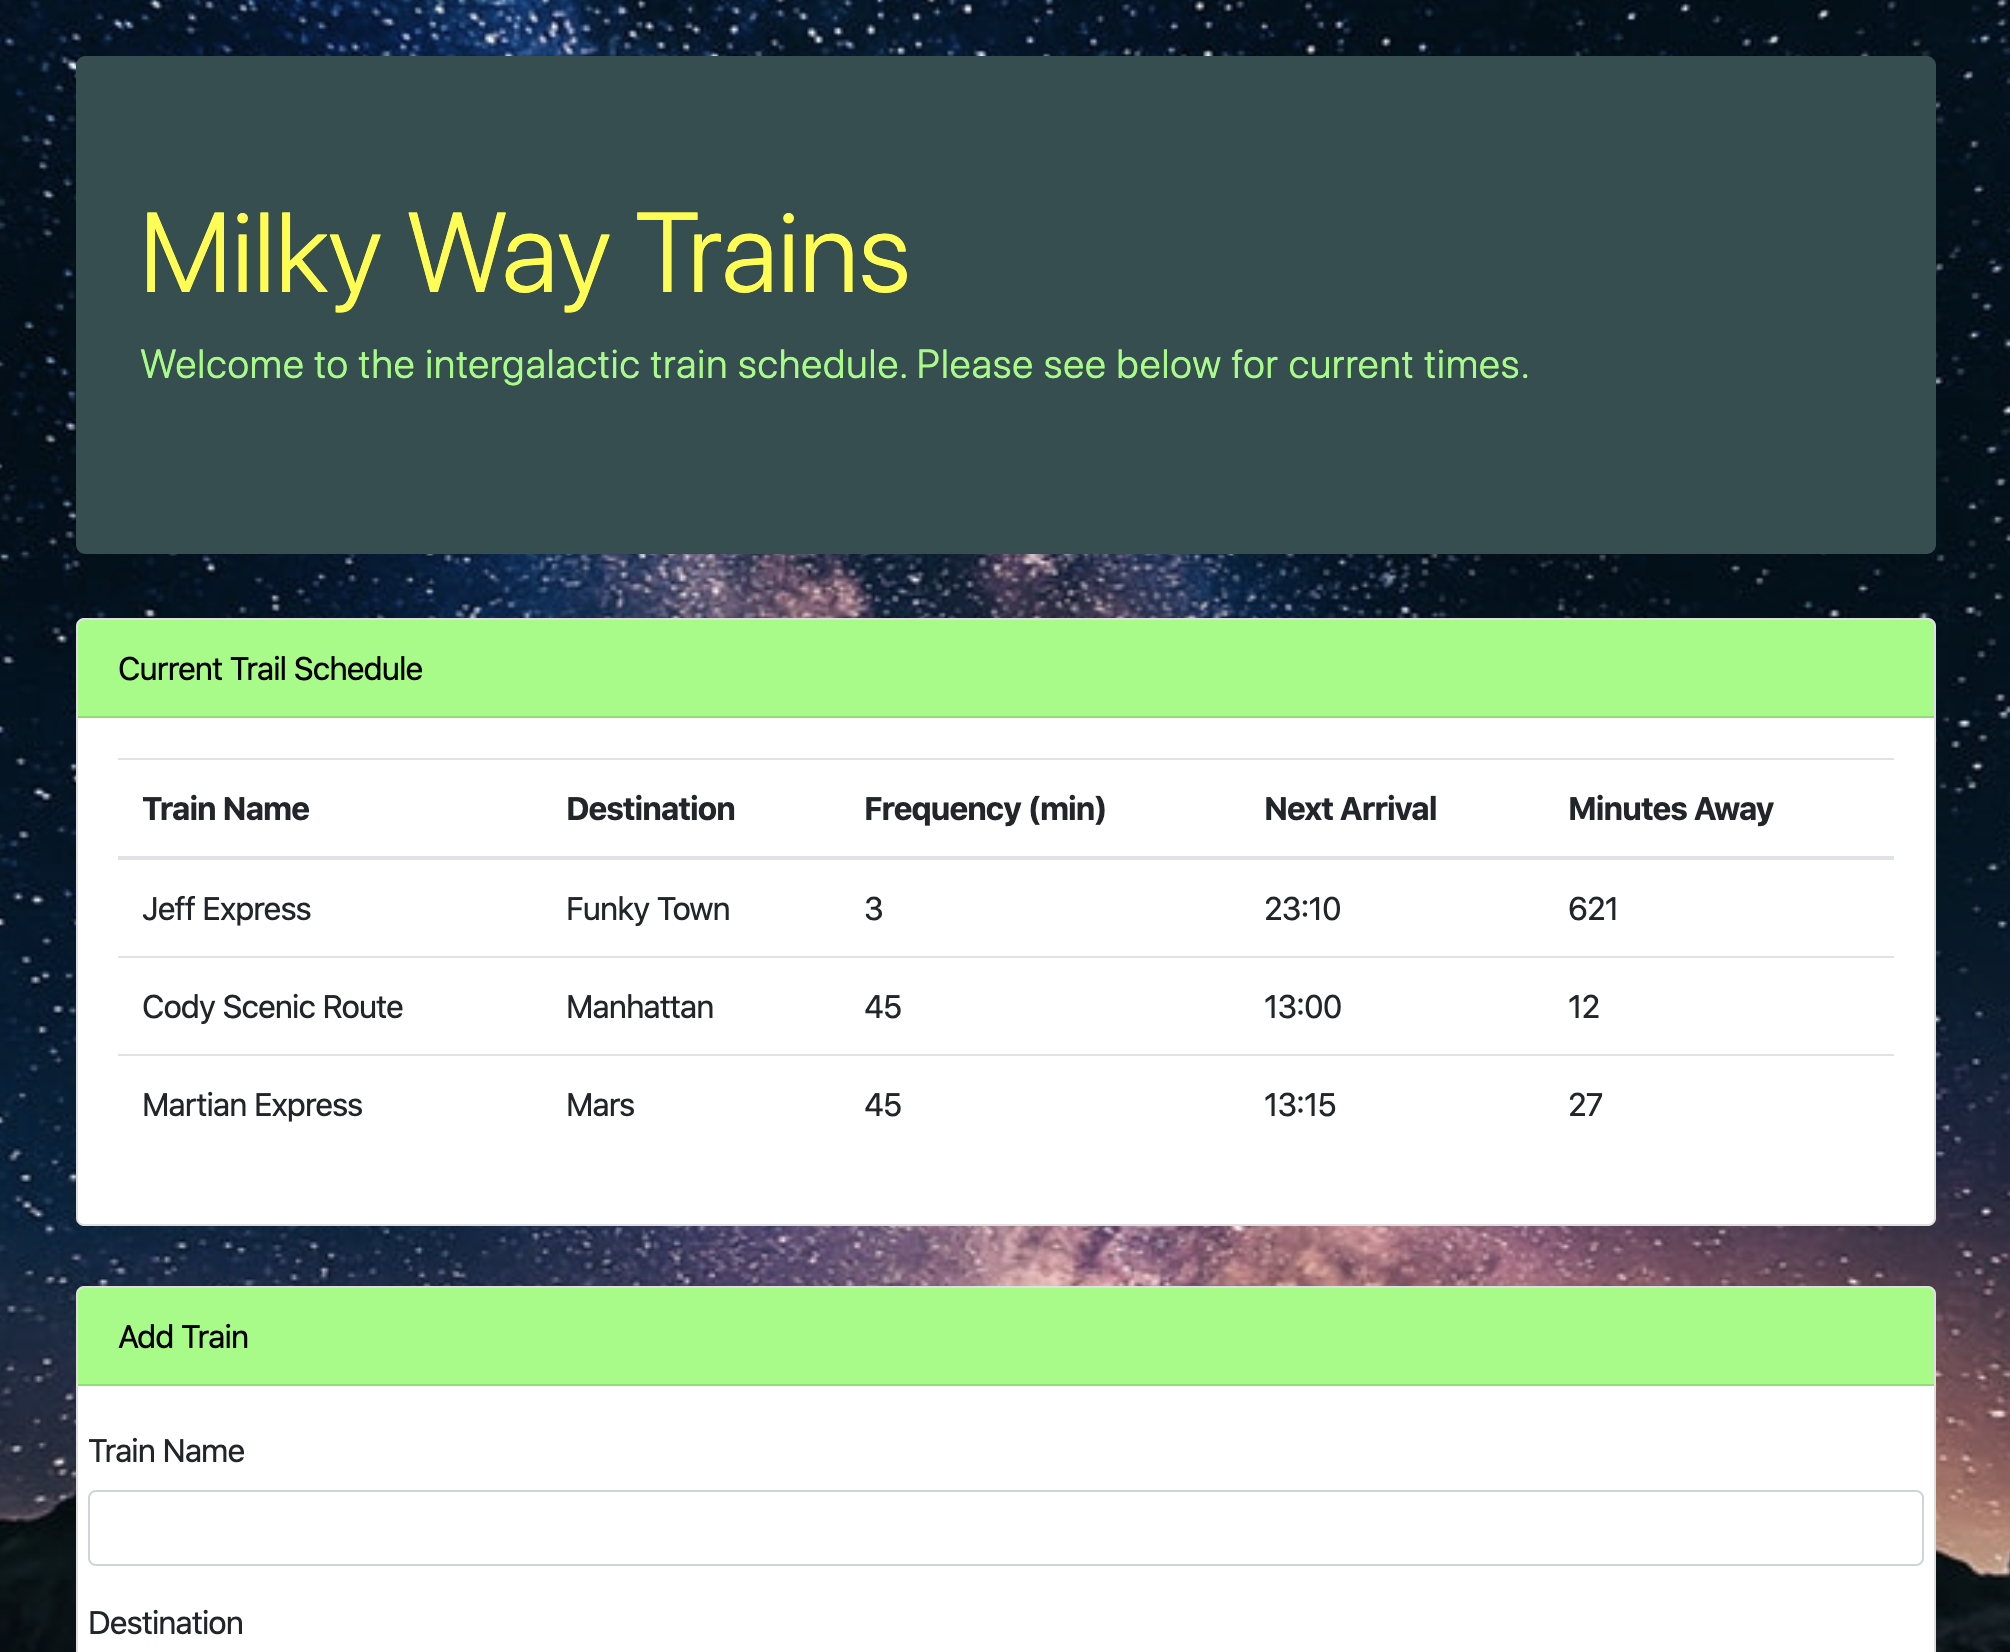 Milky Way Trains
Welcome to the intergalactic train schedule. Please see below for current times.
Current Trail Schedule
Train Name Destination Frequency (min) Next Arrival Minutes Away
Jeff Express Funky Town 3 23:10 621
Cody Scenic Route Manhattan 45 13:00 12
Martian Express Mars 45 13:15 27
Add Train
Train Name
Destination